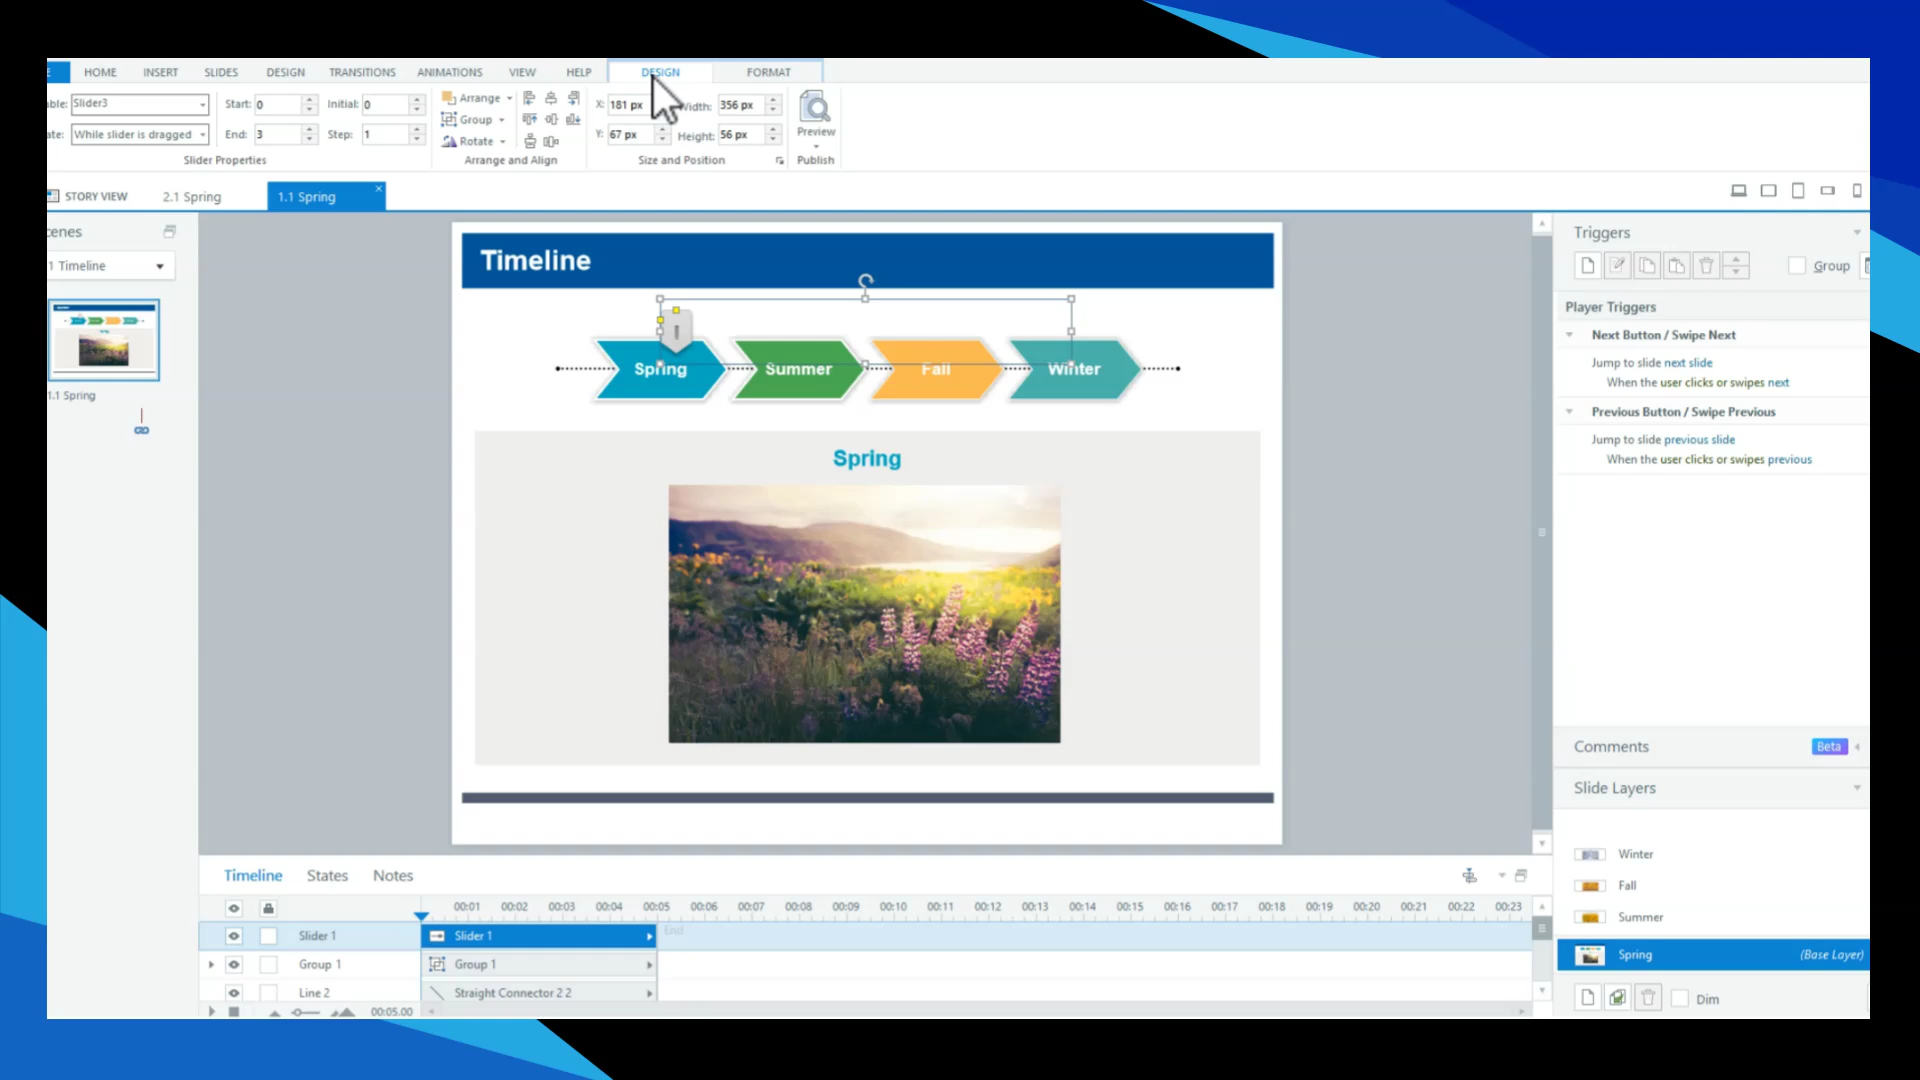 E HOME INSERT SLIDES DESIGN TRANSITIONS ANIMATIONS VIEW HELP DESIGN FORMAT
ble: Slider3 Start: 0 Initial: 0 Arrange X: 181 px Width: 356 px
ate: While slider is dragged End: 3 Step: 1 Group Y: 67 px Height: 56 px Preview
Rotate
Slider Properties Arrange and Align Size and Position Publish
STORY VIEW 2.1 Spring 1.1 Spring
cenes
1 Timeline
1.1 Spring
Timeline
Spring Summer Fall Winter
Spring
Triggers
Group
Player Triggers
Next Button / Swipe Next
Jump to slide next slide
When the user clicks or swipes next
Previous Button / Swipe Previous
Jump to slide previous slide
When the user clicks or swipes previous
Comments Beta
Slide Layers
Winter
Fall
Summer
Spring (Base Layer)
Dim
Timeline States Notes
00:01 00:02 00:03 00:04 00:05 00:06 00:07 00:08 00:09 00:10 00:11 00:12 00:13 00:14 00:15 00:16 00:17 00:18 00:19 00:20 00:21 00:22 00:23
Slider 1 Slider 1 End
Group 1 Group 1
Line 2 Straight Connector 2 2
00:05.00